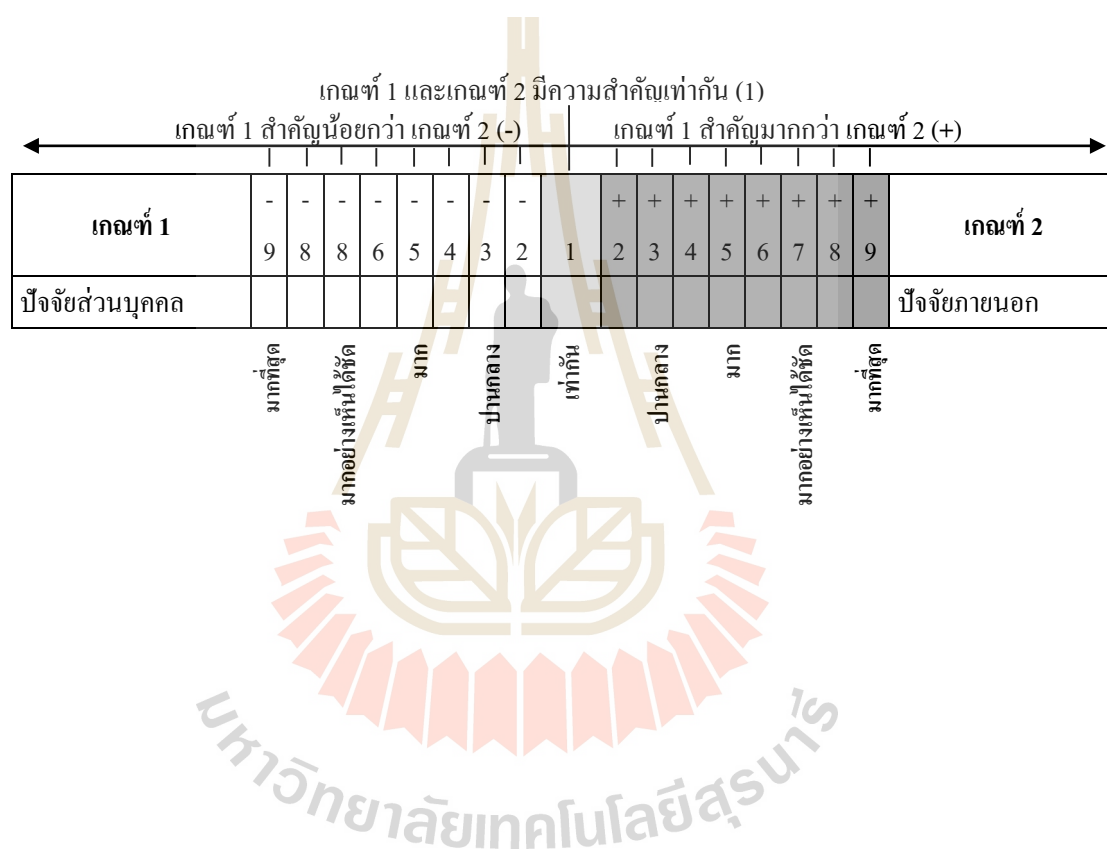 เกณฑ์ 1 และเกณฑ์ 2 มีความสำคัญเท่ากัน (1)
เกณฑ์ 1 สำคัญน้อยกว่า เกณฑ์ 2 (-) เกณฑ์ 1 สำคัญมากกว่า เกณฑ์ 2 (+)
เกณฑ์ 1 - 9 - 8 - 8 - 6 - 5 - 4 - 3 - 2 1 + 2 + 3 + 4 + 5 + 6 + 7 + 8 + 9 เกณฑ์ 2
ปัจจัยส่วนบุคคล ปัจจัยภายนอก
มากที่สุด มากอย่างเห็นได้ชัด มาก ปานกลาง เท่ากัน ปานกลาง มาก มากอย่างเห็นได้ชัด มากที่สุด
มหาวิทยาลัยเทคโนโลยีสุรนารี